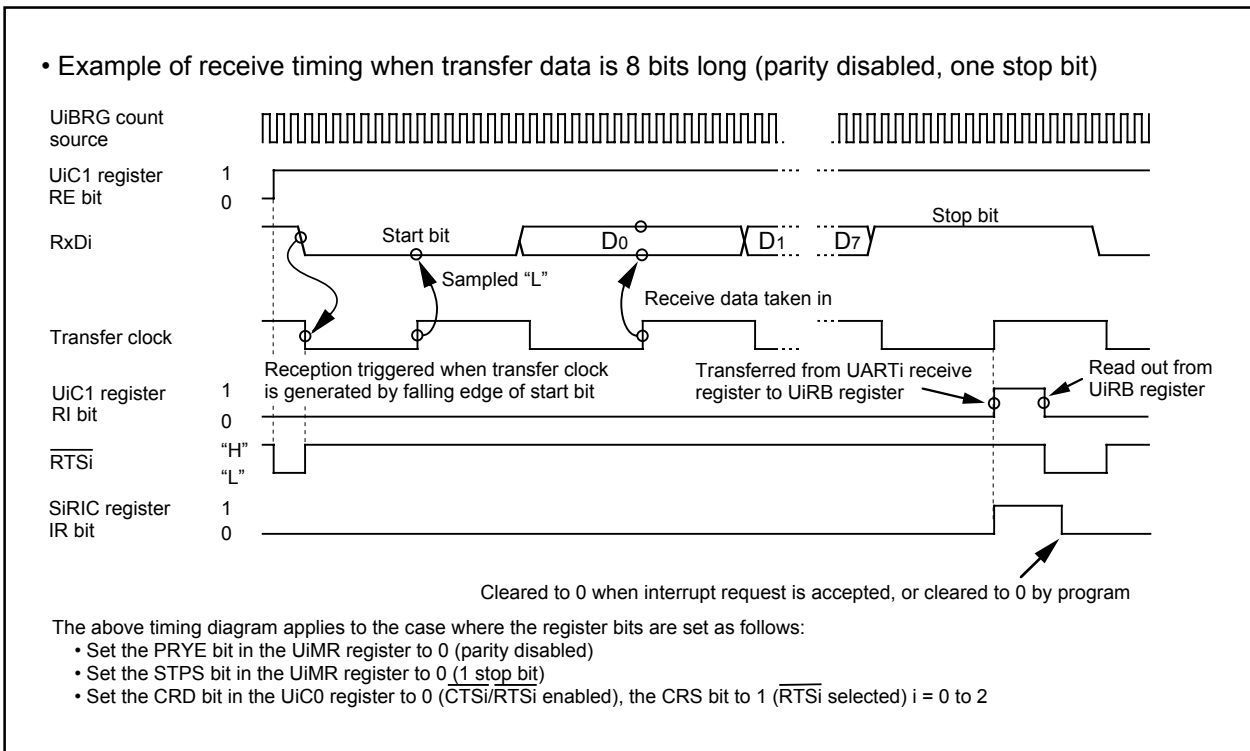 • Example of receive timing when transfer data is 8 bits long (parity disabled, one stop bit)
UiBRG count
source
UiC1 register
RE bit
1
0
RxDi
Start bit
D0
D1
D7
Stop bit
Sampled “L”
Receive data taken in
Transfer clock
Reception triggered when transfer clock
is generated by falling edge of start bit
Transferred from UARTi receive
register to UiRB register
Read out from
UiRB register
UiC1 register
RI bit
1
0
RTSi
“H”
“L”
SiRIC register
IR bit
1
0
Cleared to 0 when interrupt request is accepted, or cleared to 0 by program
The above timing diagram applies to the case where the register bits are set as follows:
• Set the PRYE bit in the UiMR register to 0 (parity disabled)
• Set the STPS bit in the UiMR register to 0 (1 stop bit)
• Set the CRD bit in the UiC0 register to 0 (CTSi/RTSi enabled), the CRS bit to 1 (RTSi selected) i = 0 to 2